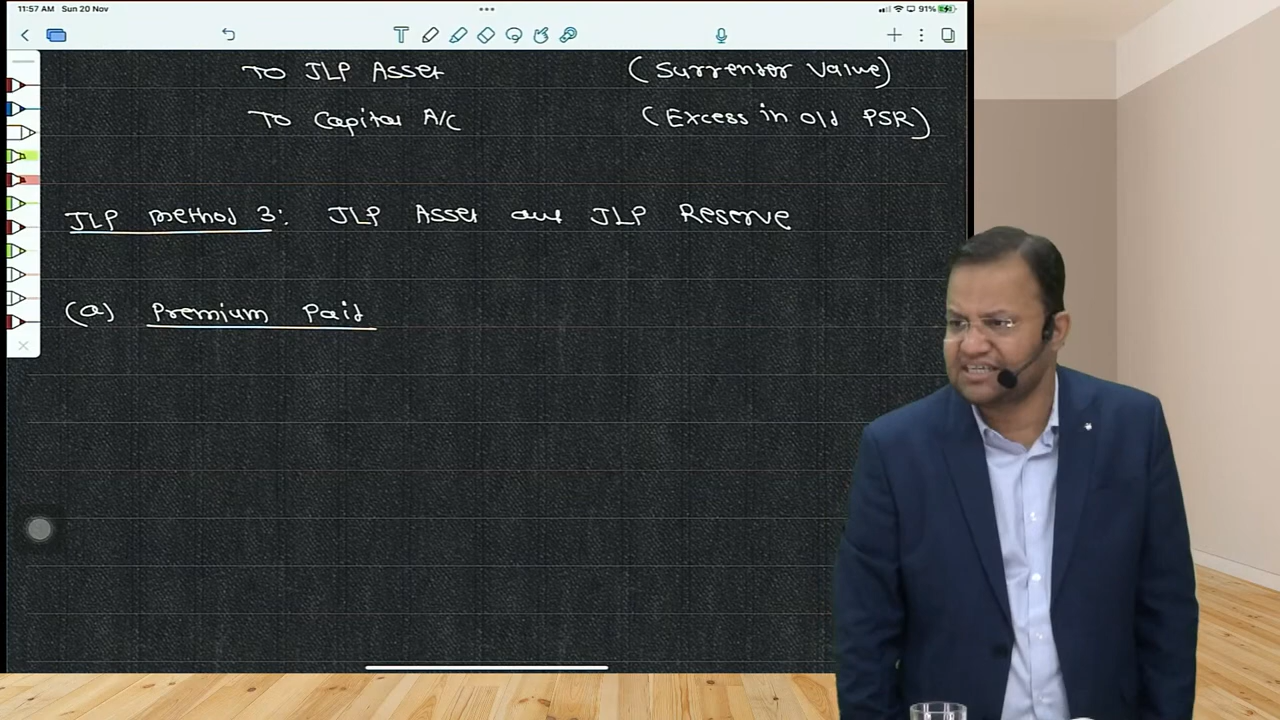 11:57 AM Sun 20 Nov
91%
TO JLP Asset (Surrender Value)
To Capital A/C (Excess in old PSR)
JLP method 3: JLP Asset and JLP Reserve
(a) Premium Paid